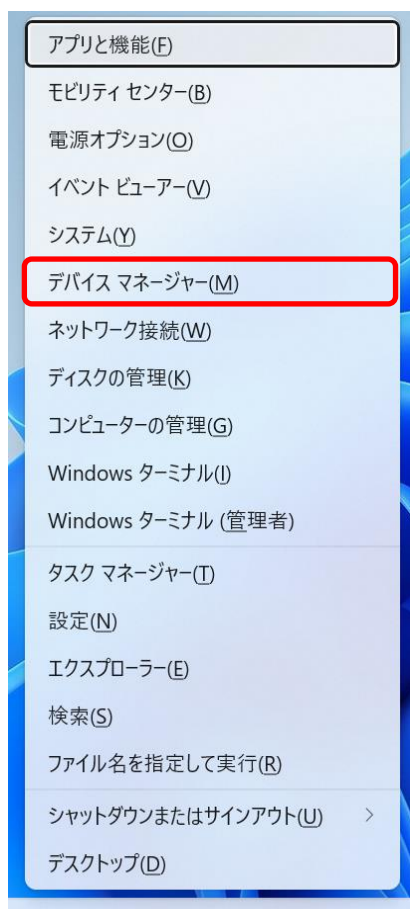 アプリと機能(F)
モビリティ センター(B)
電源オプション(O)
イベント ビューアー(V)
システム(Y)
デバイス マネージャー(M)
ネットワーク接続(W)
ディスクの管理(K)
コンピューターの管理(G)
Windows ターミナル(I)
Windows ターミナル (管理者)
タスク マネージャー(T)
設定(N)
エクスプローラー(E)
検索(S)
ファイル名を指定して実行(R)
シャットダウンまたはサインアウト(U)
デスクトップ(D)